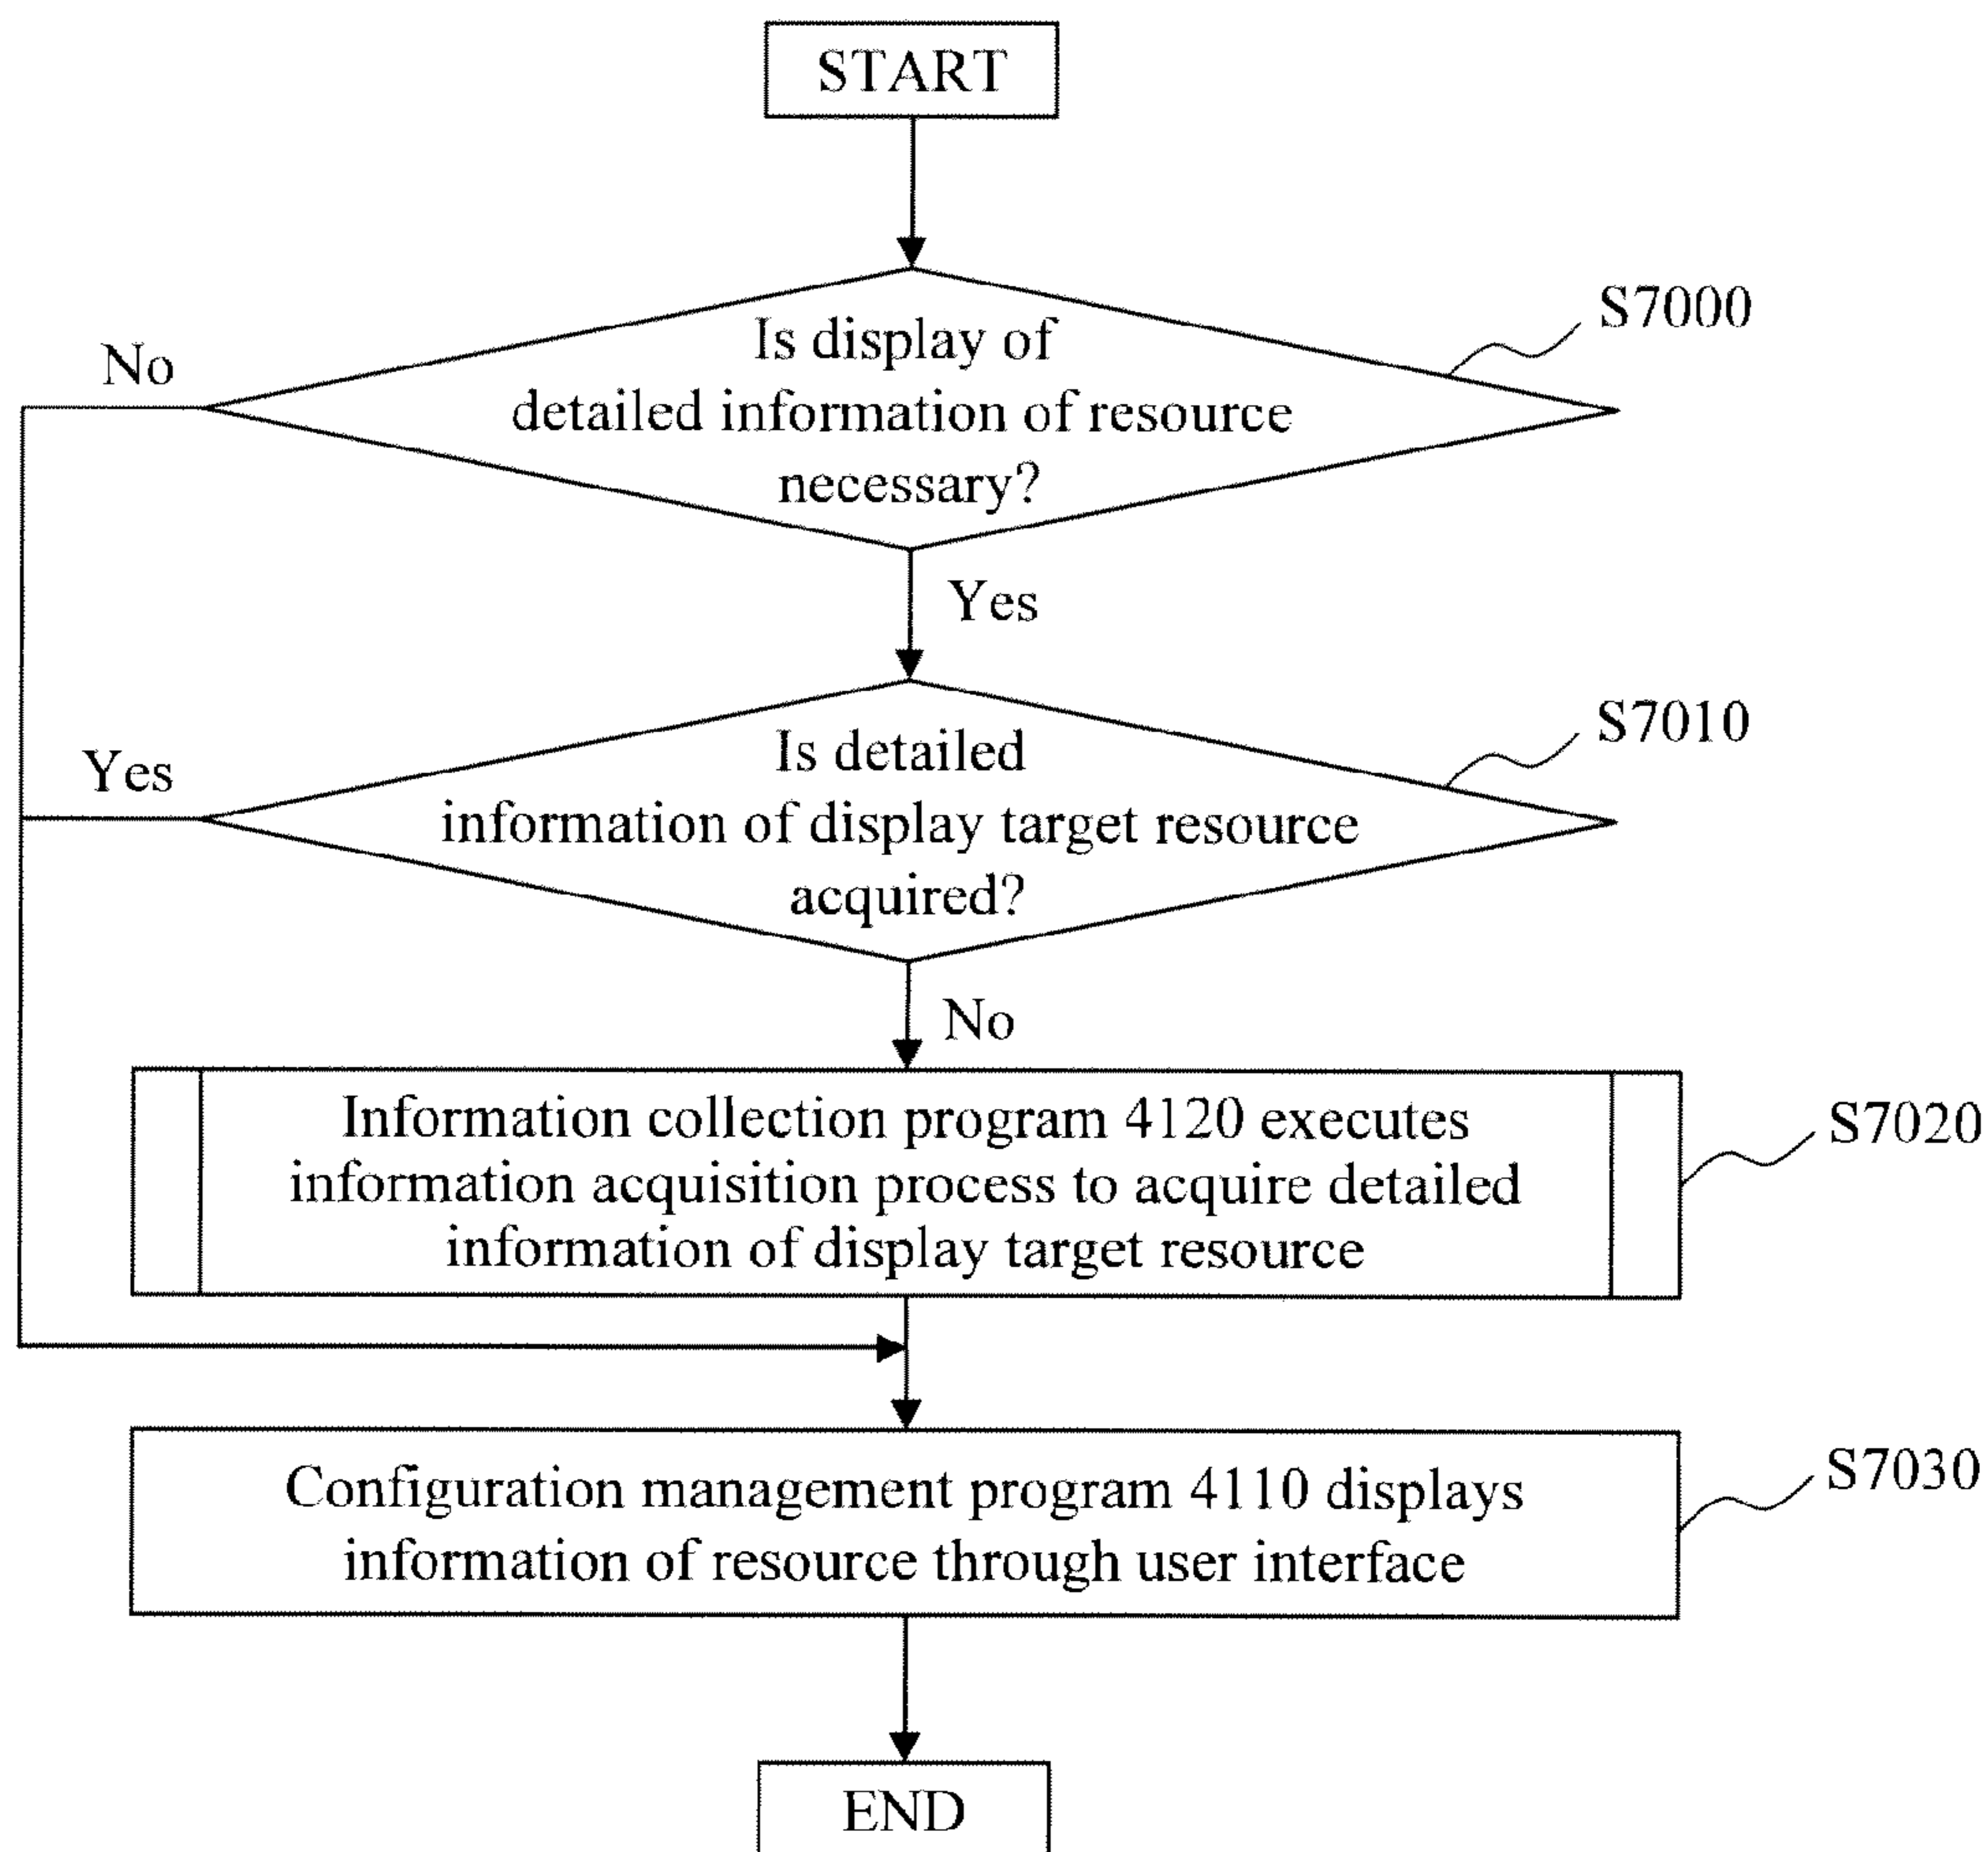 START
S7000
No
Is display of
detailed information of resource
necessary?
Yes
S7010
Yes
Is detailed
information of display target resource
acquired?
No
Information collection program 4120 executes
information acquisition process to acquire detailed
information of display target resource
S7020
Configuration management program 4110 displays
information of resource through user interface
S7030
END